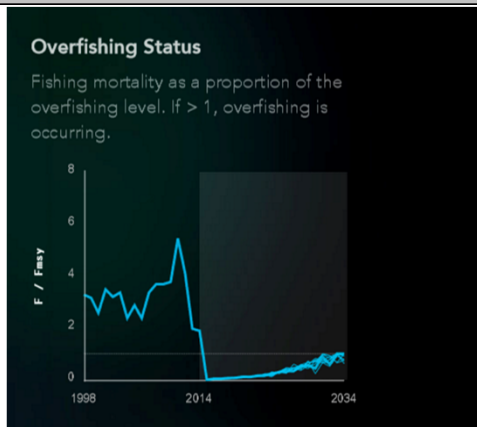 Overfishing Status
Fishing mortality as a proportion of the
overfishing level. If > 1, overfishing is
occurring.
8
6
4
2
0
F / Fmsy
1998
2014
2034